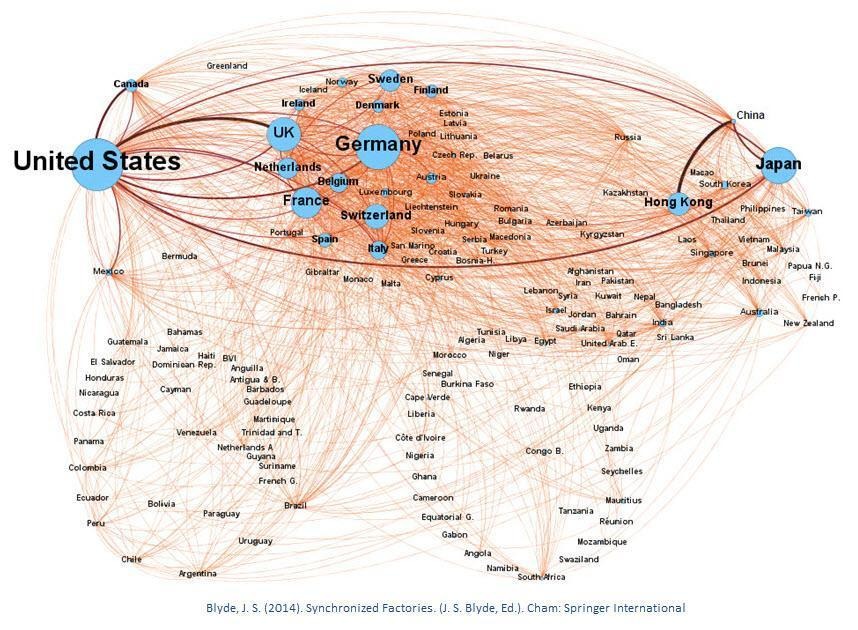 Greenland
Canada
Norway
Iceland
Sweden
Finland
Ireland
Denmark
Estonia
Latvia
China
UK
Poland
Lithuania
Russia
Germany
United States
Czech Rep.
Belarus
Japan
Netherlands
Belgium
Austria
Ukraine
Macao
South Korea
Luxembourg
Slovakia
Kazakhstan
France
Liechtenstein
Hong Kong
Switzerland
Romania
Philippines
Taiwan
Bulgaria
Azerbaijan
Thailand
Portugal
Slovenia
Hungary
Kyrgyzstan
Spain
Serbia
Macedonia
Laos
Vietnam
Italy
San Marino
Croatia
Turkey
Singapore
Malaysia
Bermuda
Greece
Bosnia-H.
Brunei
Papua N.G.
Mexico
Gibraltar
Monaco
Malta
Cyprus
Afghanistan
Iran
Pakistan
Indonesia
Fiji
Lebanon
Syria
Kuwait
Nepal
Bangladesh
French P.
Israel
Jordan
Bahrain
India
Australia
New Zealand
Bahamas
Tunisia
Saudi Arabia
Qatar
Guatemala
Algeria
Libya
Egypt
United Arab E.
Sri Lanka
Jamaica
Haiti
BVI
Morocco
Niger
Oman
El Salvador
Dominican Rep.
Anguilla
Honduras
Antigua & B.
Senegal
Nicaragua
Cayman
Barbados
Burkina Faso
Ethiopia
Guadeloupe
Cape Verde
Costa Rica
Martinique
Liberia
Rwanda
Kenya
Venezuela
Trinidad and T.
Uganda
Panama
Netherlands A
Côte d'Ivoire
Guyana
Nigeria
Congo B.
Zambia
Colombia
Suriname
Seychelles
French G.
Ghana
Ecuador
Bolivia
Brazil
Cameron
Mauritius
Peru
Paraguay
Equatorial G.
Tanzania
Réunion
Uruguay
Gabon
Mozambique
Chile
Angola
Swaziland
Argentina
Namibia
South Africa
Blyde, J. S. (2014). Synchronized Factories. (J. S. Blyde, Ed.). Cham: Springer International